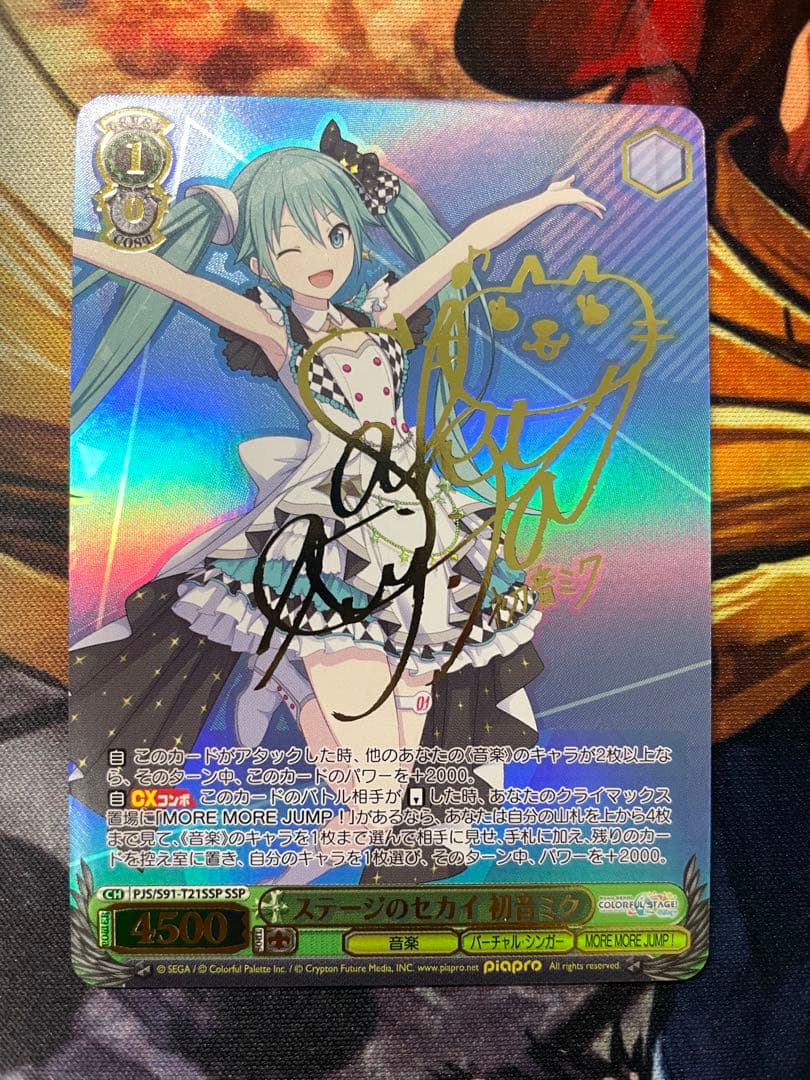 1
0
COST
初音ミク
自 このカードがアタックした時、他のあなたの《音楽》のキャラが2枚以上な
ら、そのターン中、このカードのパワーを+2000。
自 CXコンボ このカードのバトル相手が した時、あなたのクライマックス
置場に「MORE MORE JUMP！」があるなら、あなたは自分の山札を上から4枚
まで見て、《音楽》のキャラを1枚まで選んで相手に見せ、手札に加え、残りのカー
ドを控え室に置き、自分のキャラを1枚選び、そのターン中、パワーを+2000。
01
CH PJS/S91-T21SSP SSP
4500
ステージのセカイ 初音ミク
COLORFUL STAGE!
音楽 バーチャル・シンガー MORE MORE JUMP！
© SEGA / © Colorful Palette Inc. / © Crypton Future Media, INC. www.piapro.net piapro All rights reserved.